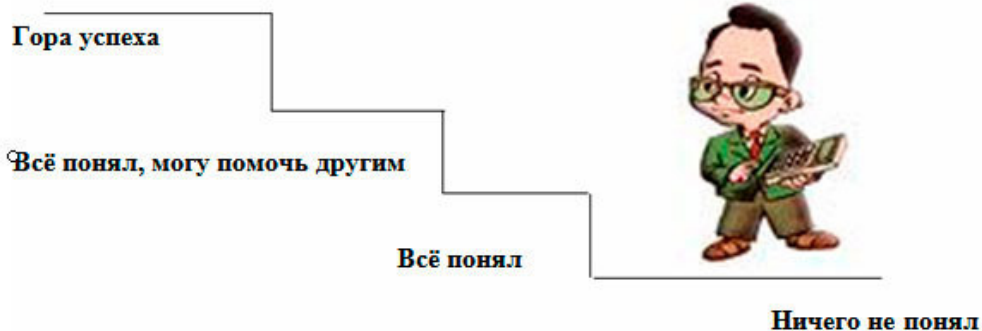 Гора успеха
Всё понял, могу помочь другим
Всё понял
Ничего не понял